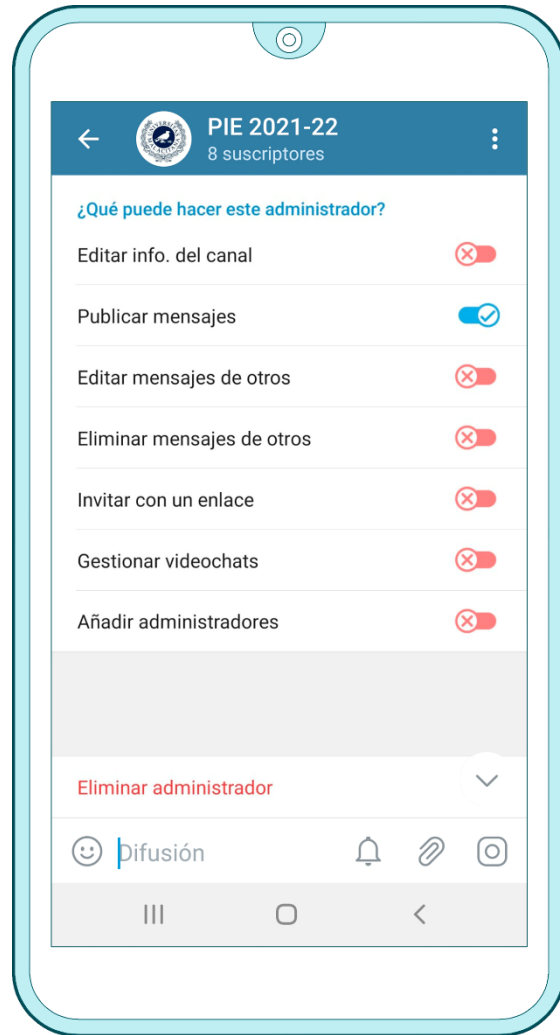 PIE 2021-22
8 suscriptores
¿Qué puede hacer este administrador?
Editar info. del canal
Publicar mensajes
Editar mensajes de otros
Eliminar mensajes de otros
Invitar con un enlace
Gestionar videochats
Añadir administradores
Eliminar administrador
Difusión